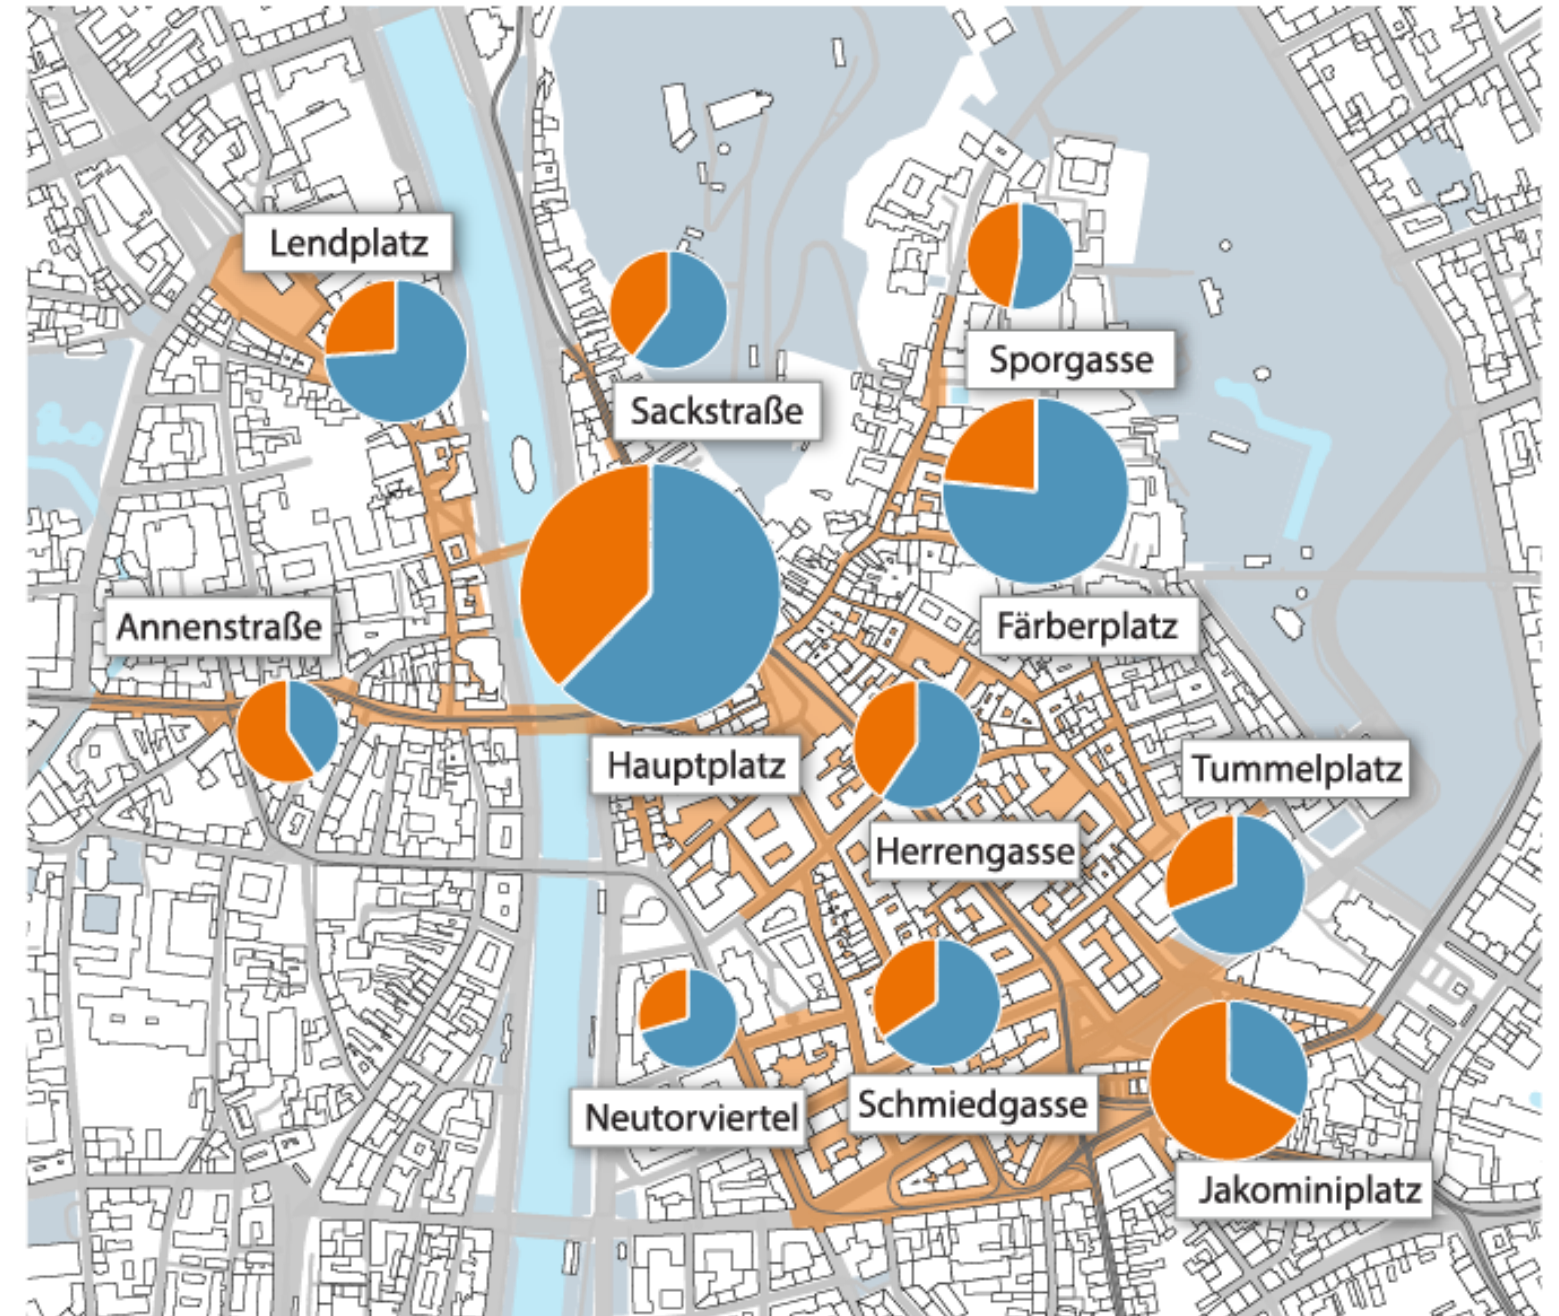 Lendplatz
Sporgasse
Sackstraße
Annenstraße
Färberplatz
Hauptplatz
Tummelplatz
Herrengasse
Neutorviertel
Schmiedgasse
Jakominiplatz